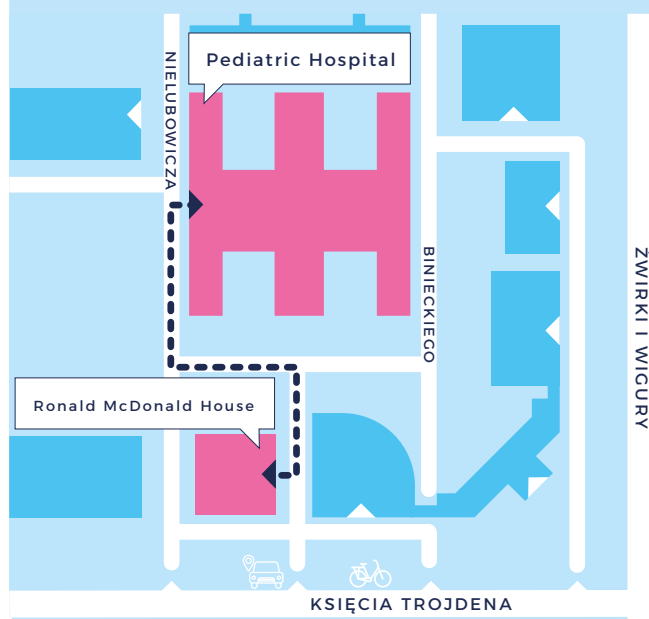 NIELUBOWICZA
Pediatric Hospital
BINIECKIEGO
ŻWIRKI I WIGURY
Ronald McDonald House
KSIĘCIA TROJDENA